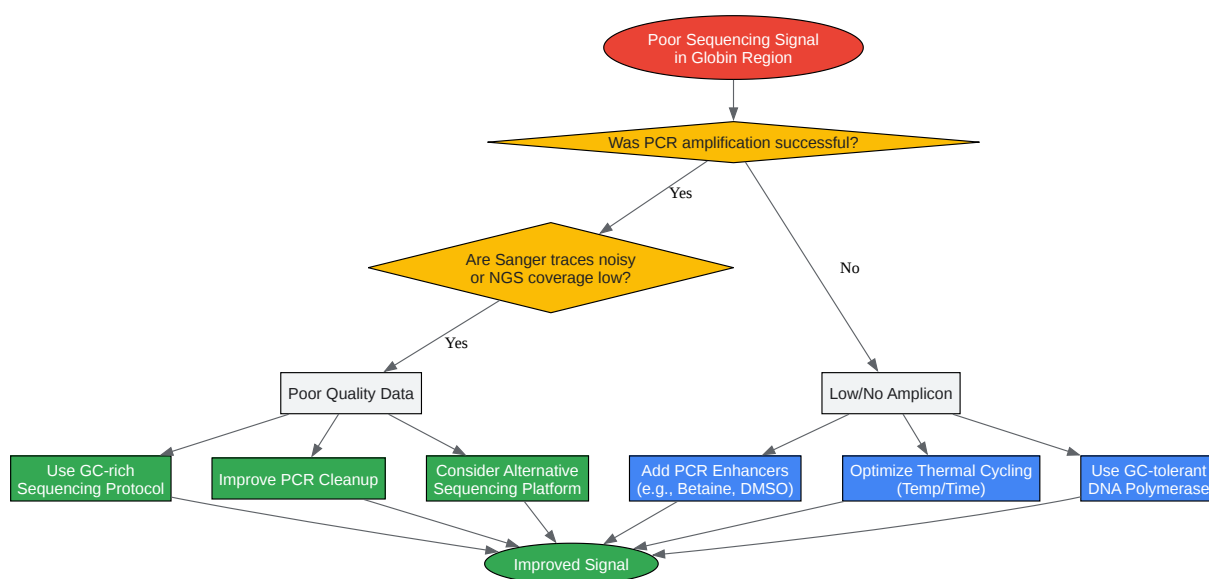 Poor Sequencing Signal
in Globin Region
Was PCR amplification successful?
Yes
No
Are Sanger traces noisy
or NGS coverage low?
Yes
Poor Quality Data
Low/No Amplicon
Use GC-rich
Sequencing Protocol
Improve PCR Cleanup
Consider Alternative
Sequencing Platform
Add PCR Enhancers
(e.g., Betaine, DMSO)
Optimize Thermal Cycling
(Temp/Time)
Use GC-tolerant
DNA Polymerase
Improved Signal